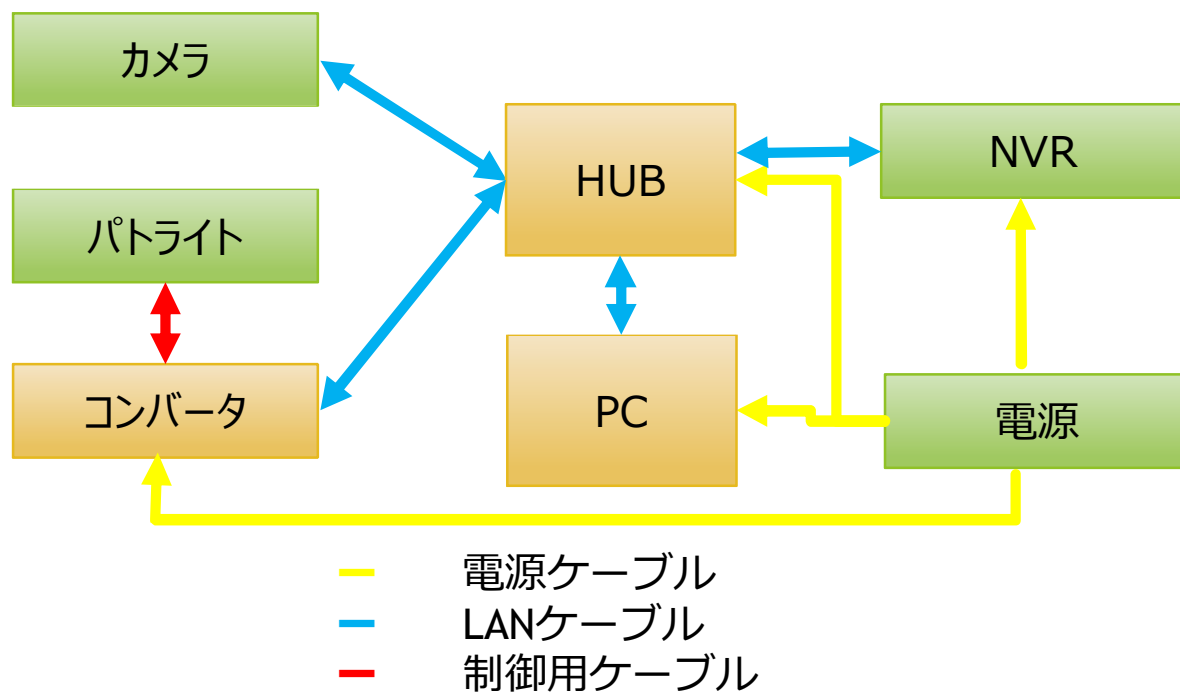 カメラ
HUB
NVR
パトライト
コンバータ
PC
電源
電源ケーブル
LANケーブル
制御用ケーブル